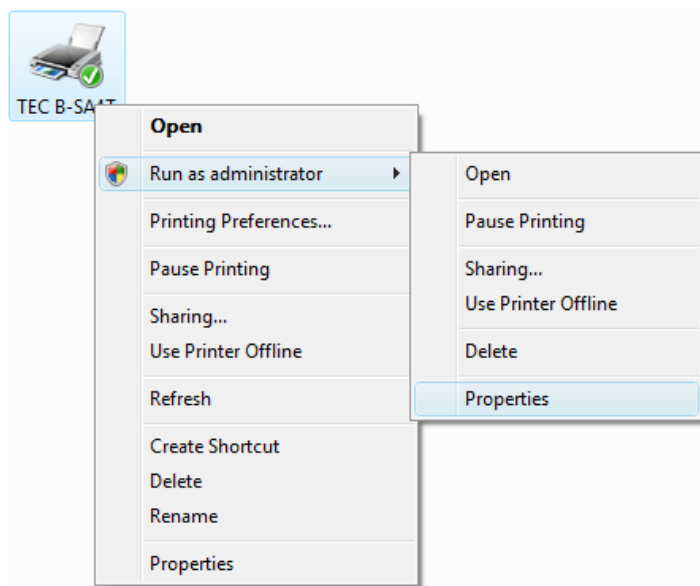 TEC B-SA4T
Open
Run as administrator
Printing Preferences...
Pause Printing
Sharing...
Use Printer Offline
Refresh
Create Shortcut
Delete
Rename
Properties
Open
Pause Printing
Sharing...
Use Printer Offline
Delete
Properties